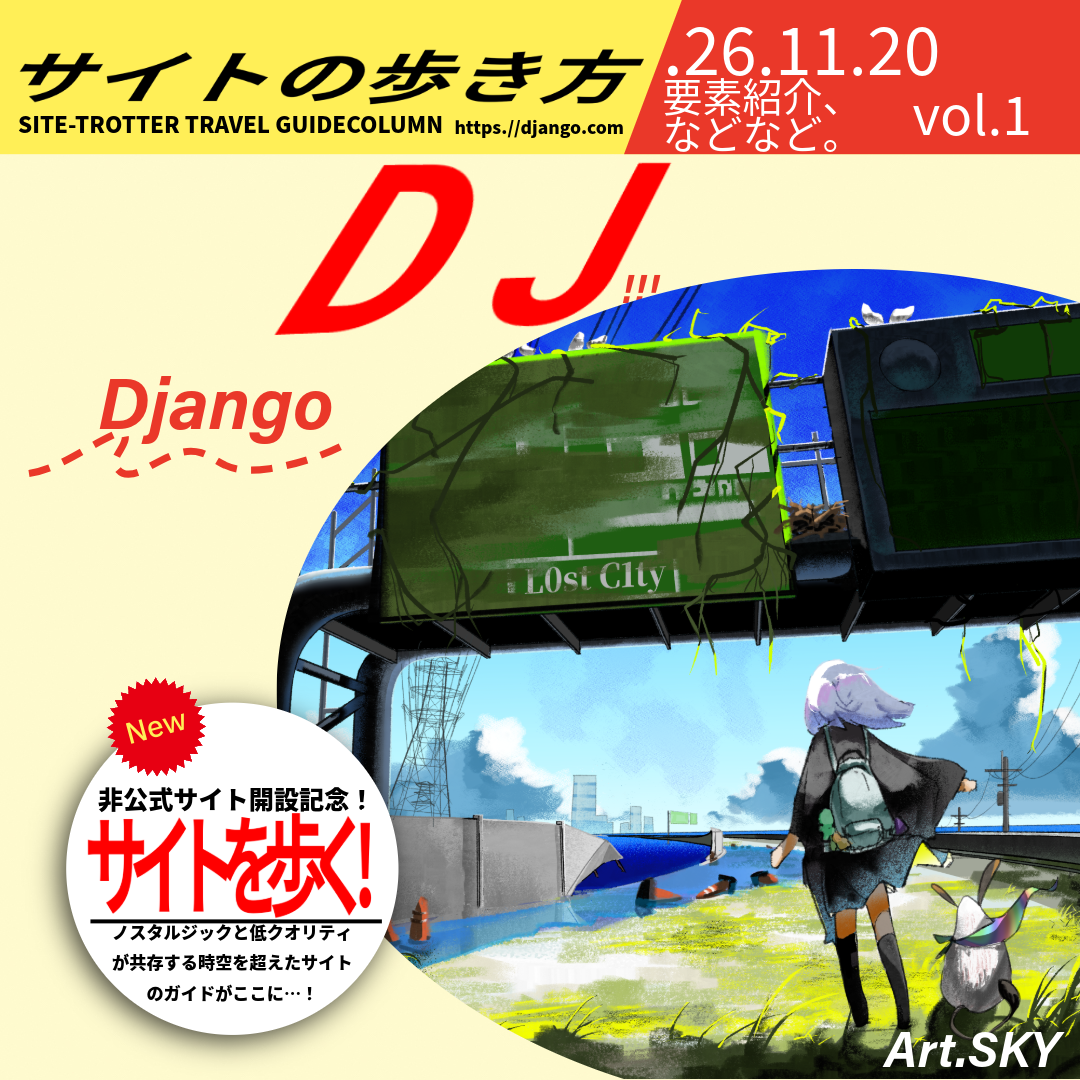 サイトの歩き方
SITE-TROTTER TRAVEL GUIDECOLUMN https.//django.com
.26.11.20
要素紹介、
などなど。
vol.1
DJ
!!!
Django
L0st C1ty
New
非公式サイト開設記念！
サイトを歩く!
ノスタルジックと低クオリティ
が共存する時空を超えたサイト
のガイドがここに…！
Art.SKY